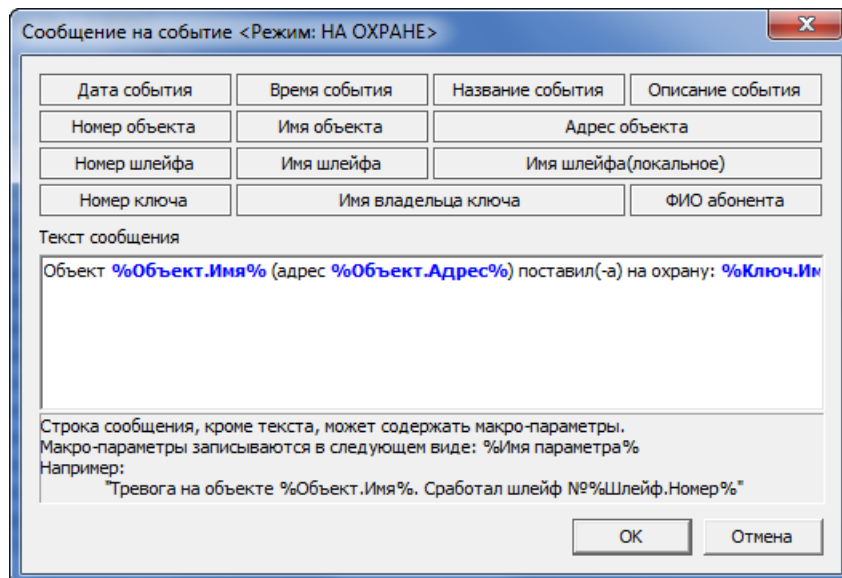 Сообщение на событие <Режим: НА ОХРАНЕ>
Дата события Время события Название события Описание события
Номер объекта Имя объекта Адрес объекта
Номер шлейфа Имя шлейфа Имя шлейфа(локальное)
Номер ключа Имя владельца ключа ФИО абонента
Текст сообщения
Объект %Объект.Имя% (адрес %Объект.Адрес%) поставил(-а) на охрану: %Ключ.Им
Строка сообщения, кроме текста, может содержать макро-параметры.
Макро-параметры записываются в следующем виде: %Имя параметра%
Например:
"Тревога на объекте %Объект.Имя%. Сработал шлейф №%Шлейф.Номер%"
OK Отмена